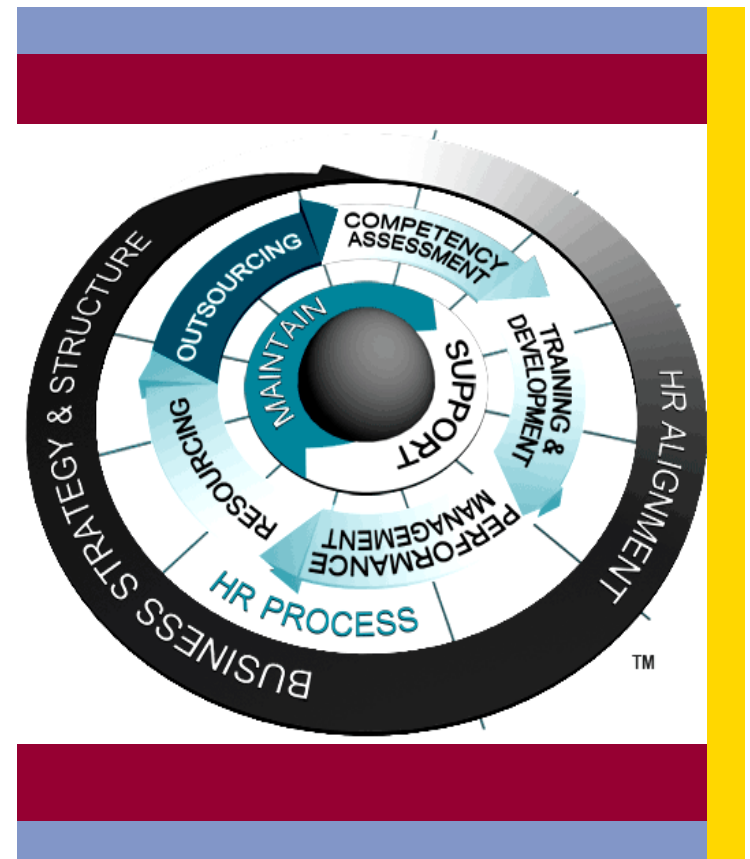 BUSINESS STRATEGY & STRUCTURE
HR ALIGNMENT
OUTSOURCING
COMPETENCY
ASSESSMENT
TRAINING &
DEVELOPMENT
PERFORMANCE
MANAGEMENT
RESOURCING
MAINTAIN
SUPPORT
HR PROCESS
TM